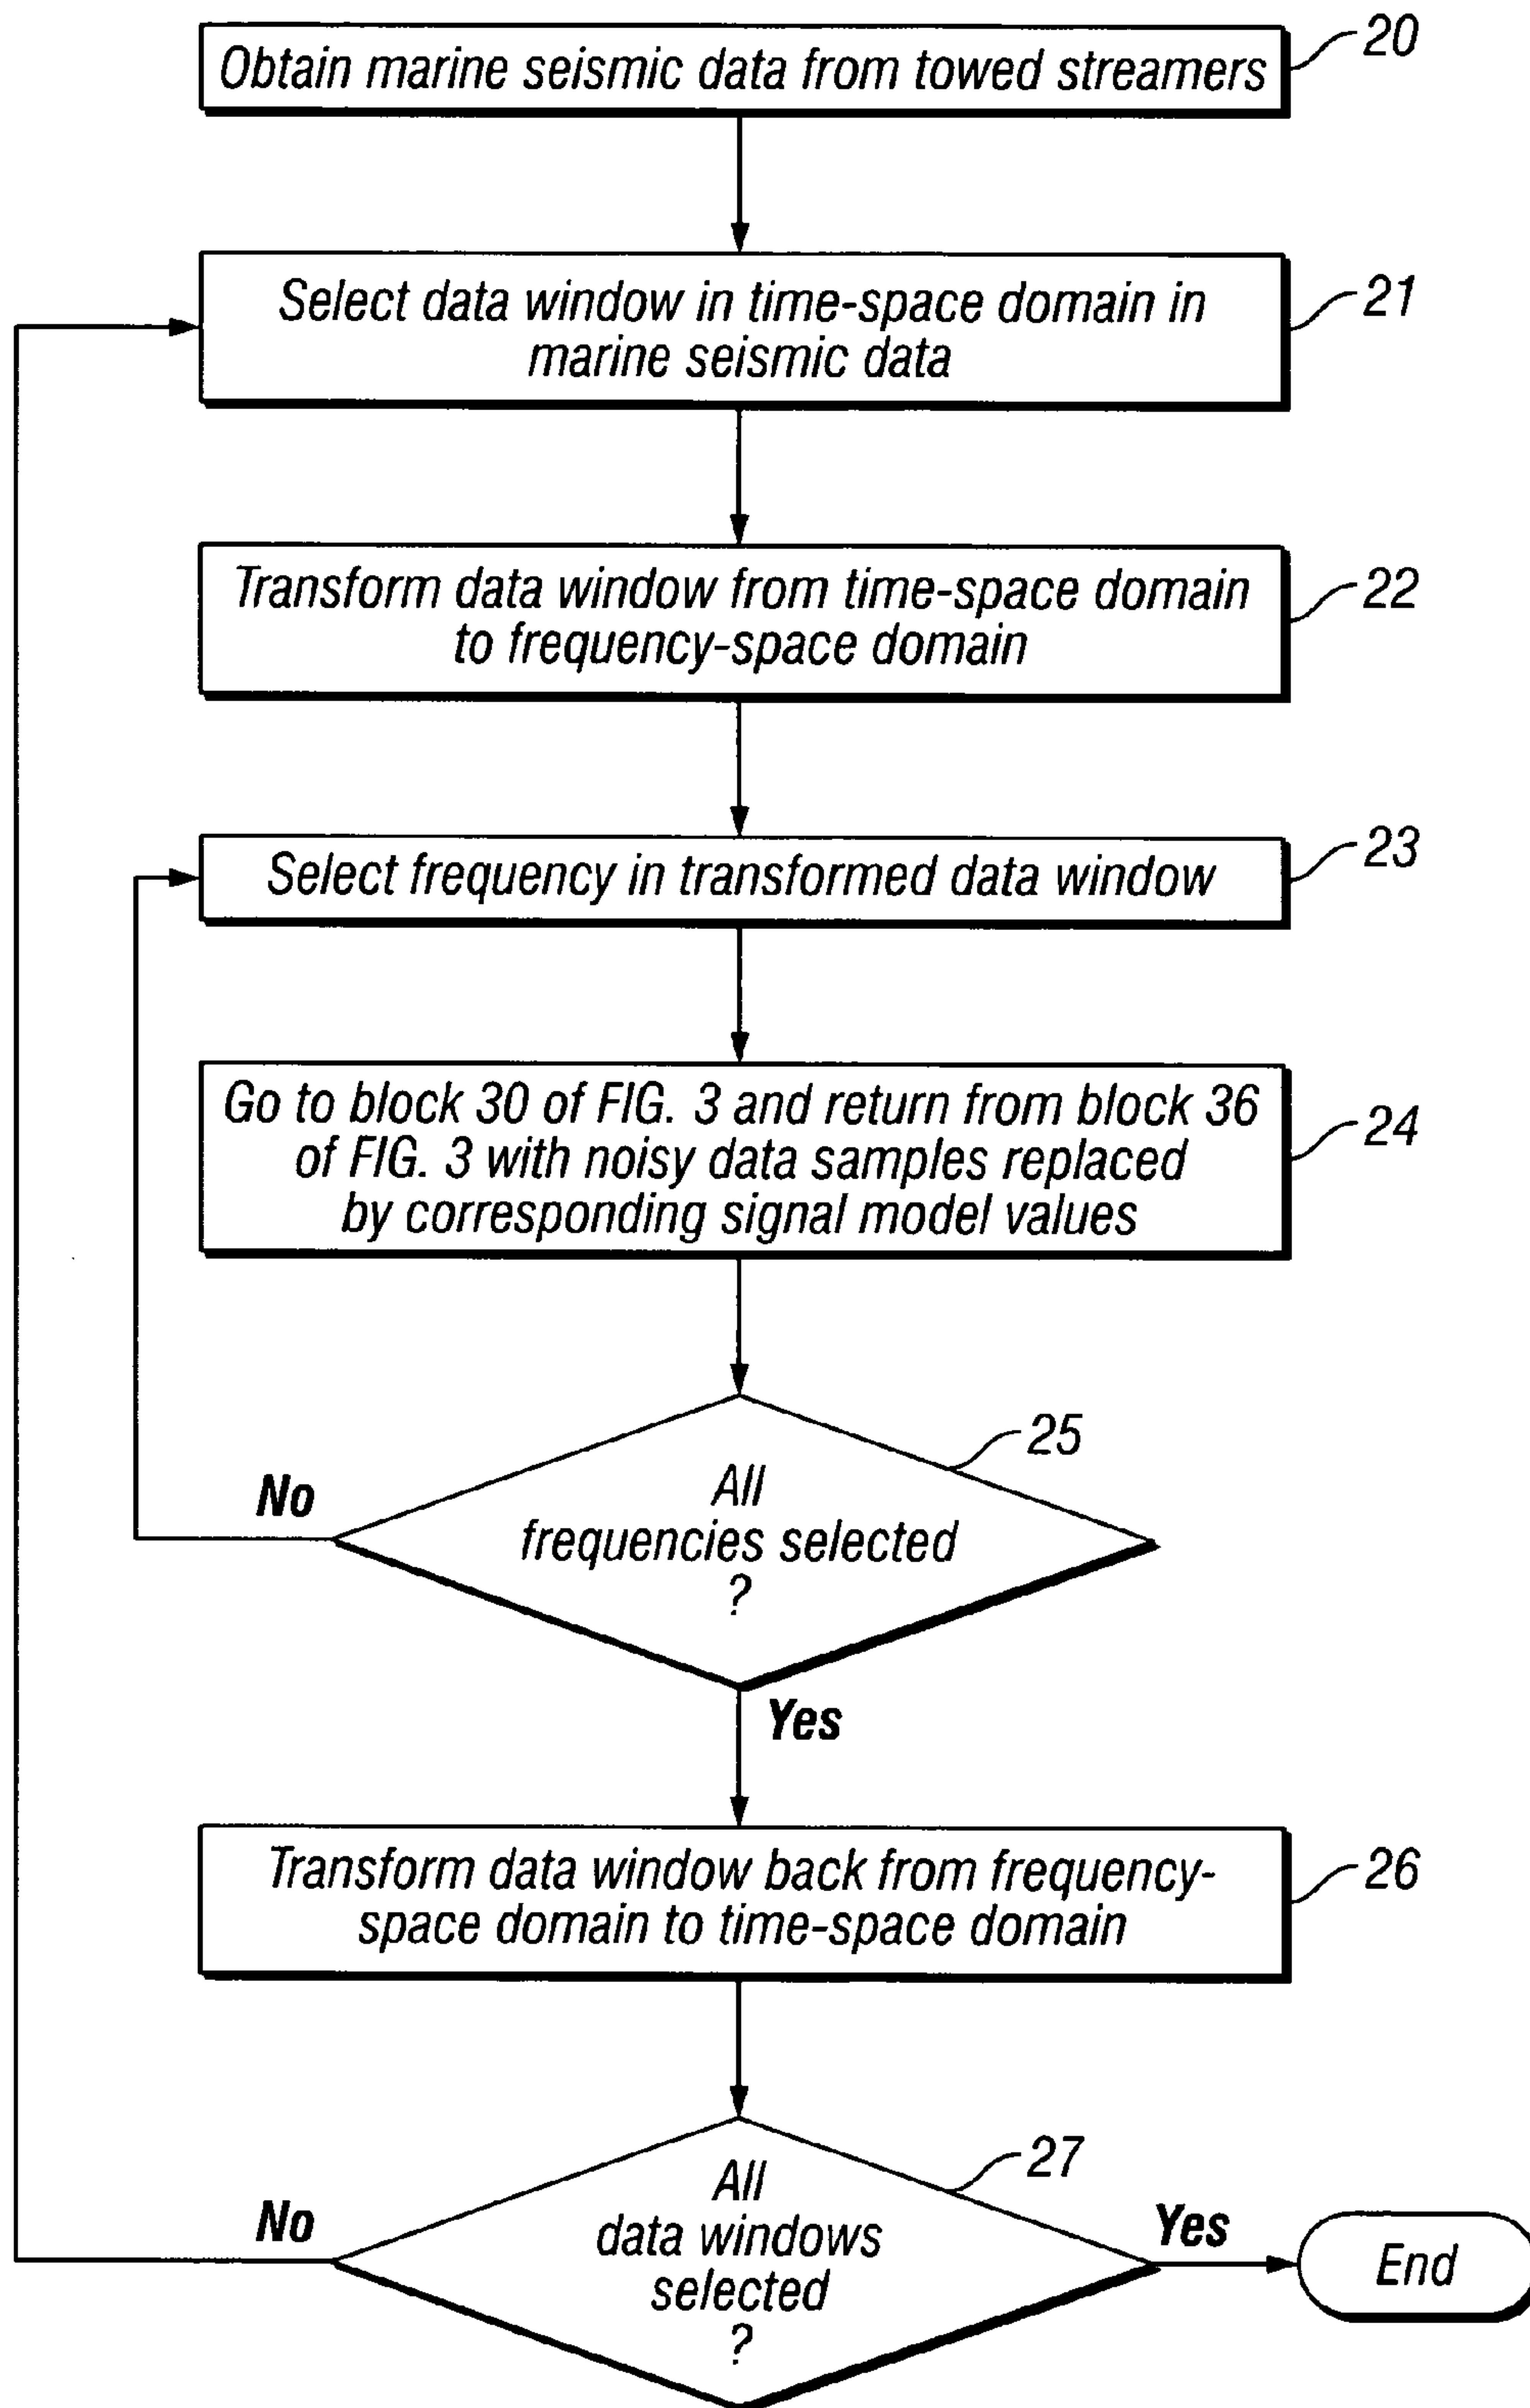 Obtain marine seismic data from towed streamers
20
Select data window in time-space domain in
marine seismic data
21
Transform data window from time-space domain
to frequency-space domain
22
Select frequency in transformed data window
23
Go to block 30 of FIG. 3 and return from block 36
of FIG. 3 with noisy data samples replaced
by corresponding signal model values
24
All
frequencies selected
?
25
No
Yes
Transform data window back from frequency-
space domain to time-space domain
26
All
data windows
selected
?
27
No
Yes
End